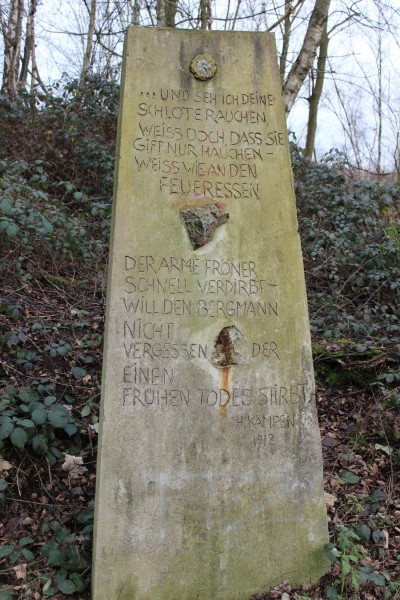 ... UND SEH ICH DEINE
SCHLOTE RAUCHEN
WEISS DOCH, DASS SIE
GIFT NUR HAUCHEN –
WEISS WIE AN DEN
FEUERESSEN
DER ARME FRÖNER
SCHNELL VERDIRBT –
WILL DEN BERGMANN
NICHT
VERGESSEN DER
EINEN
FRÜHEN TODES STIRBT
H. KÄMPCHEN
1912